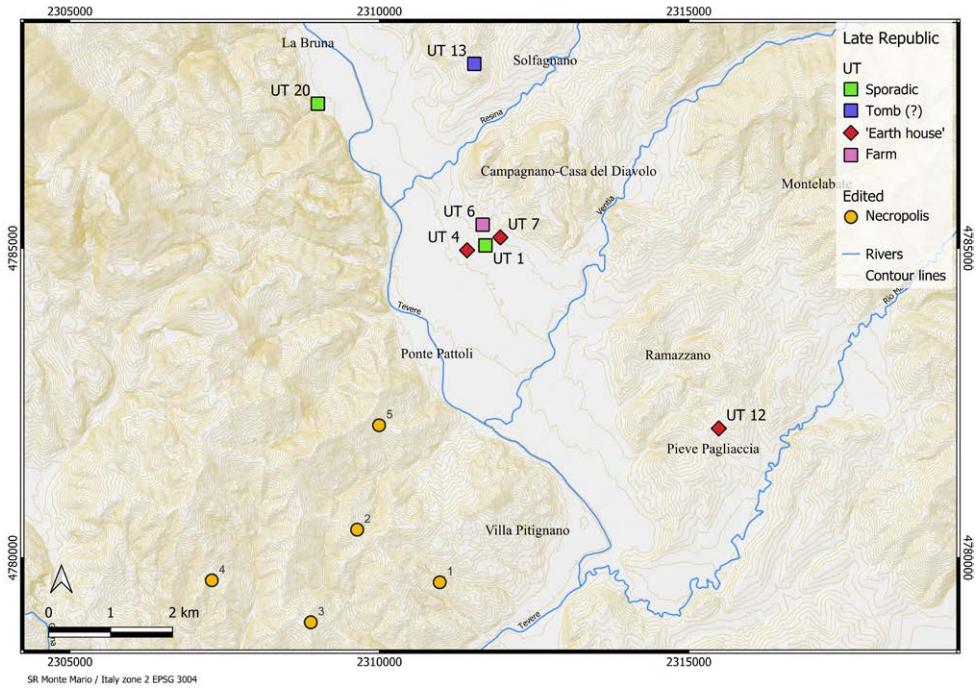 2305000 2310000 2315000
La Bruna
UT 13
Solfagnano
UT 20
Resina
Campagnano-Casa del Diavolo
Montelabate
Ventia
UT 6
UT 7
UT 4
UT 1
Tevere
Ponte Pattoli
Ramazzano
Rio M
UT 12
Pieve Pagliaccia
5
2
Villa Pitignano
4
1
3
Tevere
Late Republic
UT
Sporadic
Tomb (?)
'Earth house'
Farm
Edited
Necropolis
Rivers
Contour lines
4785000
4785000
4780000
4780000
0 1 2 km
2305000 2310000 2315000
SR Monte Mario / Italy zone 2 EPSG 3004